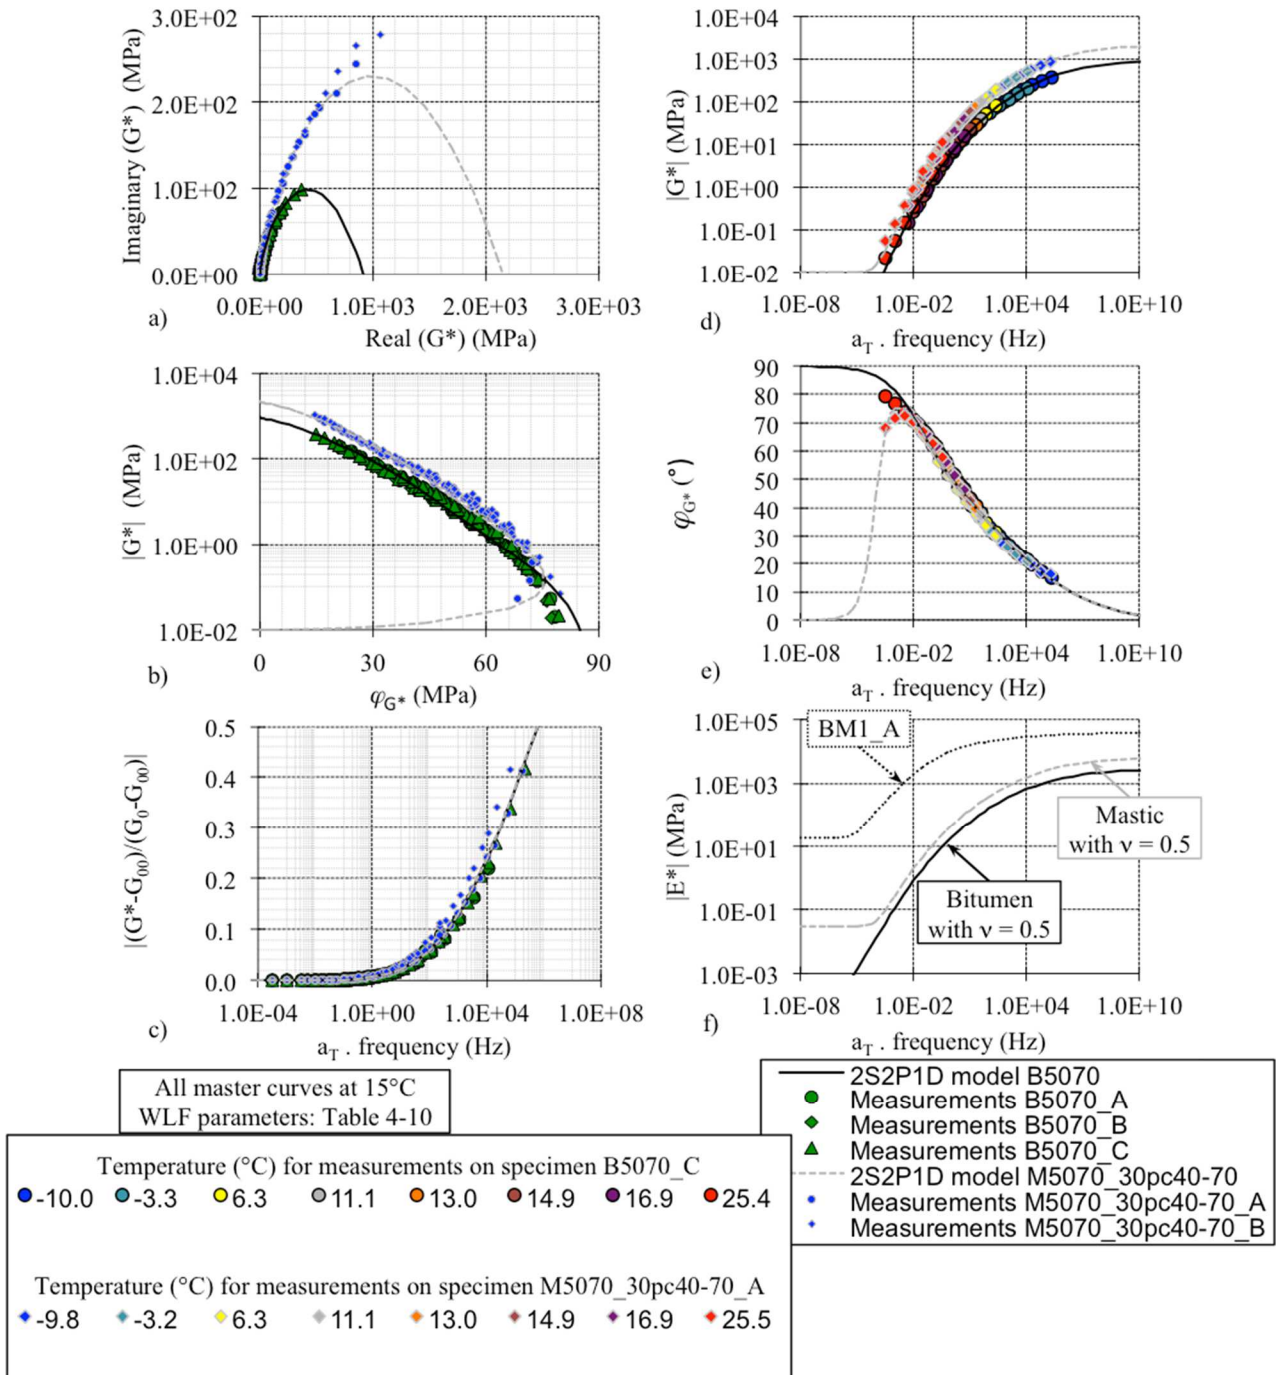 3.0E+02
2.0E+02
1.0E+02
0.0E+00
Imaginary (G*) (MPa)
0.0E+00 1.0E+03 2.0E+03 3.0E+03
a)
Real (G*) (MPa)
1.0E+04
1.0E+03
1.0E+02
1.0E+01
1.0E+00
1.0E-01
1.0E-02
|G*| (MPa)
1.0E-08 1.0E-02 1.0E+04 1.0E+10
d)
aT . frequency (Hz)
1.0E+04
1.0E+02
1.0E+00
1.0E-02
|G*| (MPa)
0 30 60 90
b)
φG* (MPa)
90
80
70
60
50
40
30
20
10
0
φG* (°)
1.0E-08 1.0E-02 1.0E+04 1.0E+10
e)
aT . frequency (Hz)
0.5
0.4
0.3
0.2
0.1
0.0
|(G*-G00)/(G0-G00)|
1.0E-04 1.0E+00 1.0E+04 1.0E+08
c)
aT . frequency (Hz)
1.0E+05
1.0E+03
1.0E+01
1.0E-01
1.0E-03
|E*| (MPa)
BM1_A
Mastic
with ν = 0.5
Bitumen
with ν = 0.5
1.0E-08 1.0E-02 1.0E+04 1.0E+10
f)
aT . frequency (Hz)
All master curves at 15°C
WLF parameters: Table 4-10
2S2P1D model B5070
Measurements B5070_A
Measurements B5070_B
Measurements B5070_C
2S2P1D model M5070_30pc40-70
Measurements M5070_30pc40-70_A
Measurements M5070_30pc40-70_B
Temperature (°C) for measurements on specimen B5070_C
-10.0 -3.3 6.3 11.1 13.0 14.9 16.9 25.4
Temperature (°C) for measurements on specimen M5070_30pc40-70_A
-9.8 -3.2 6.3 11.1 13.0 14.9 16.9 25.5